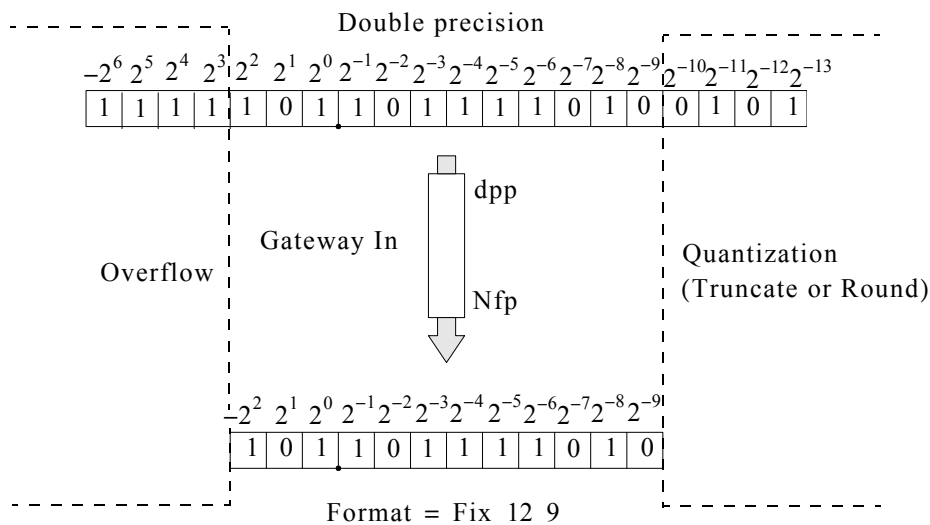 Double precision
−2^6 2^5 2^4 2^3 2^2 2^1 2^0 2^−1 2^−2 2^−3 2^−4 2^−5 2^−6 2^−7 2^−8 2^−9 2^−10 2^−11 2^−12 2^−13
1 1 1 1 1 0 1 1 0 1 1 1 1 0 1 0 0 1 0 1
dpp
Gateway In
Overflow
Quantization
(Truncate or Round)
Nfp
−2^2 2^1 2^0 2^−1 2^−2 2^−3 2^−4 2^−5 2^−6 2^−7 2^−8 2^−9
1 0 1 1 0 1 1 1 1 0 1 0
Format = Fix 12 9